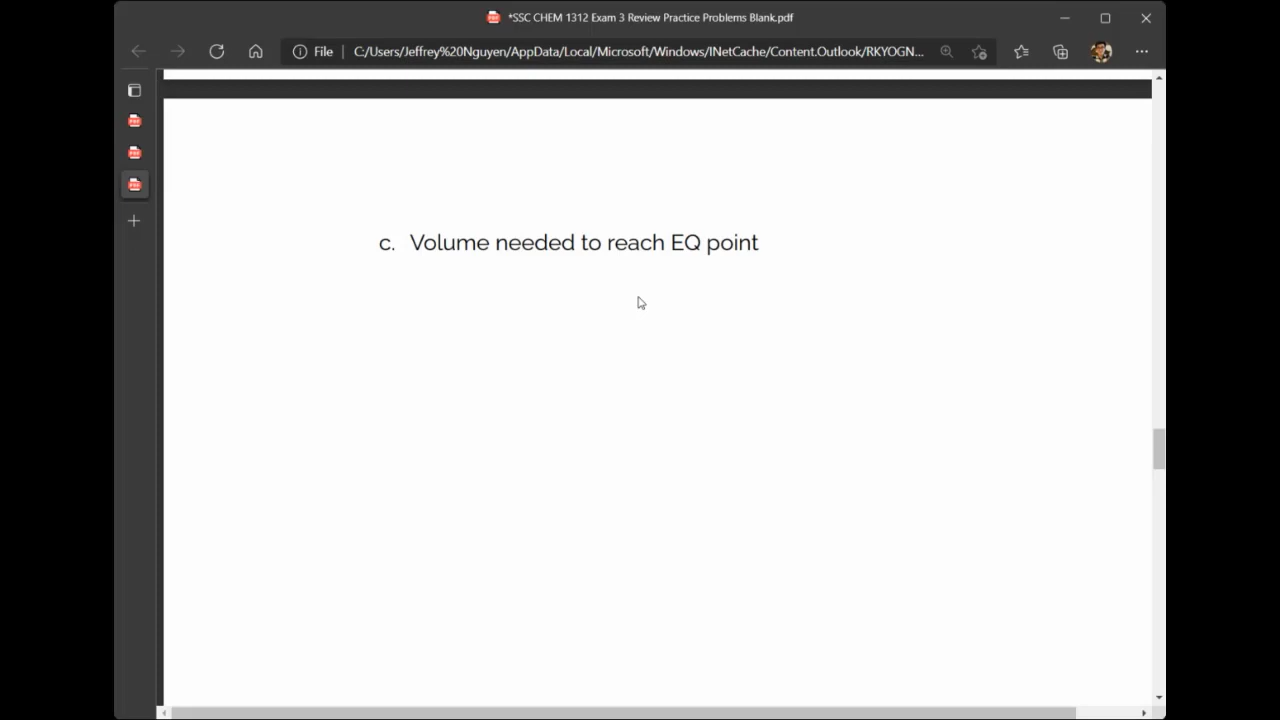 *SSC CHEM 1312 Exam 3 Review Practice Problems Blank.pdf
File | C:/Users/Jeffrey%20Nguyen/AppData/Local/Microsoft/Windows/INetCache/Content.Outlook/RKYOGN...
c. Volume needed to reach EQ point